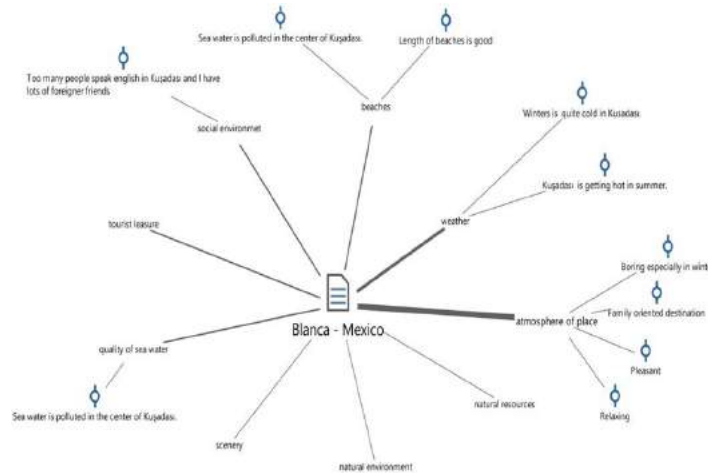 Sea water is polluted in the center of Kuşadası.
Length of beaches is good
Too many people speak english in Kuşadası and I have
lots of foreigner friends
beaches
Winters is quite cold in Kusadası.
social environmet
Kuşadası is getting hot in summer.
tourist leasure
weather
Boring especially in wint
Family oriented destination
atmosphere of place
Blanca - Mexico
quality of sea water
Pleasant
Sea water is polluted in the center of Kuşadası.
natural resources
Relaxing
scenery
natural environment